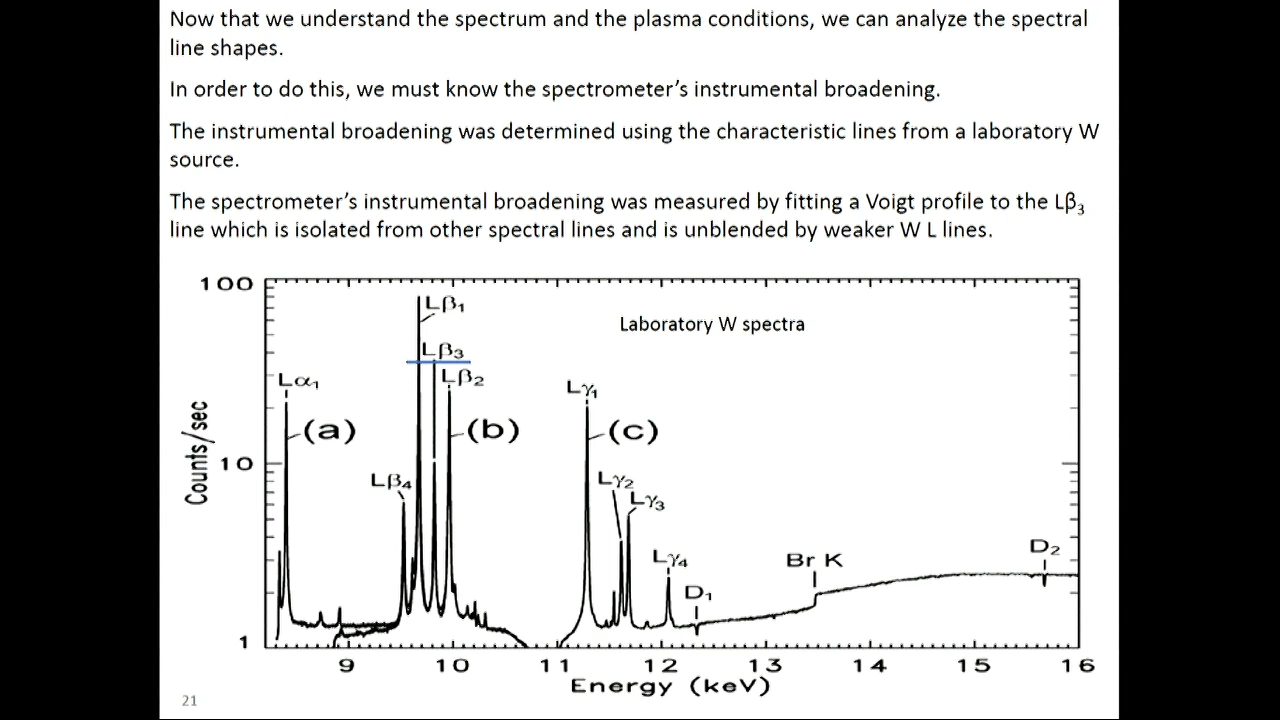 Now that we understand the spectrum and the plasma conditions, we can analyze the spectral
line shapes.
In order to do this, we must know the spectrometer's instrumental broadening.
The instrumental broadening was determined using the characteristic lines from a laboratory W
source.
The spectrometer's instrumental broadening was measured by fitting a Voigt profile to the Lβ₃
line which is isolated from other spectral lines and is unblended by weaker W L lines.
100
Lβ₁
Laboratory W spectra
Lβ₃
Lα₁
Lβ₂
Lγ₁
(a)
(b)
(c)
Counts/sec
10
Lβ₄
Lγ₂
Lγ₃
Lγ₄
Br K
D₂
D₁
1
9 10 11 12 13 14 15 16
Energy (keV)
21